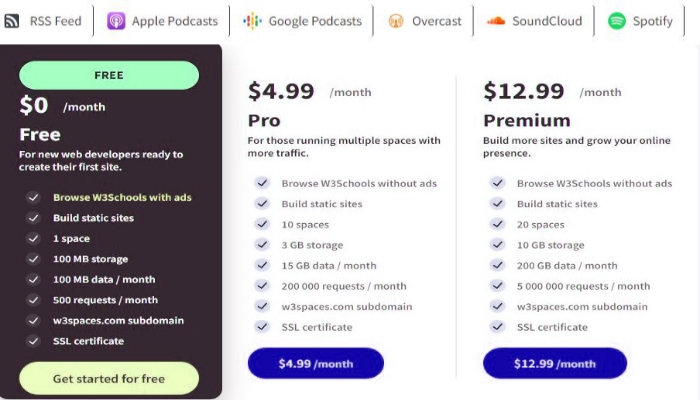 RSS Feed
Apple Podcasts
Google Podcasts
Overcast
SoundCloud
Spotify
FREE
$0 /month
Free
For new web developers ready to
create their first site.
Browse W3Schools with ads
Build static sites
1 space
100 MB storage
100 MB data / month
500 requests / month
w3spaces.com subdomain
SSL certificate
Get started for free
$4.99 /month
Pro
For those running multiple spaces with
more traffic.
Browse W3Schools without ads
Build static sites
10 spaces
3 GB storage
15 GB data / month
200 000 requests / month
w3spaces.com subdomain
SSL certificate
$4.99 /month
$12.99 /month
Premium
Build more sites and grow your online
presence.
Browse W3Schools without ads
Build static sites
20 spaces
10 GB storage
200 GB data / month
5 000 000 requests / month
w3spaces.com subdomain
SSL certificate
$12.99 /month